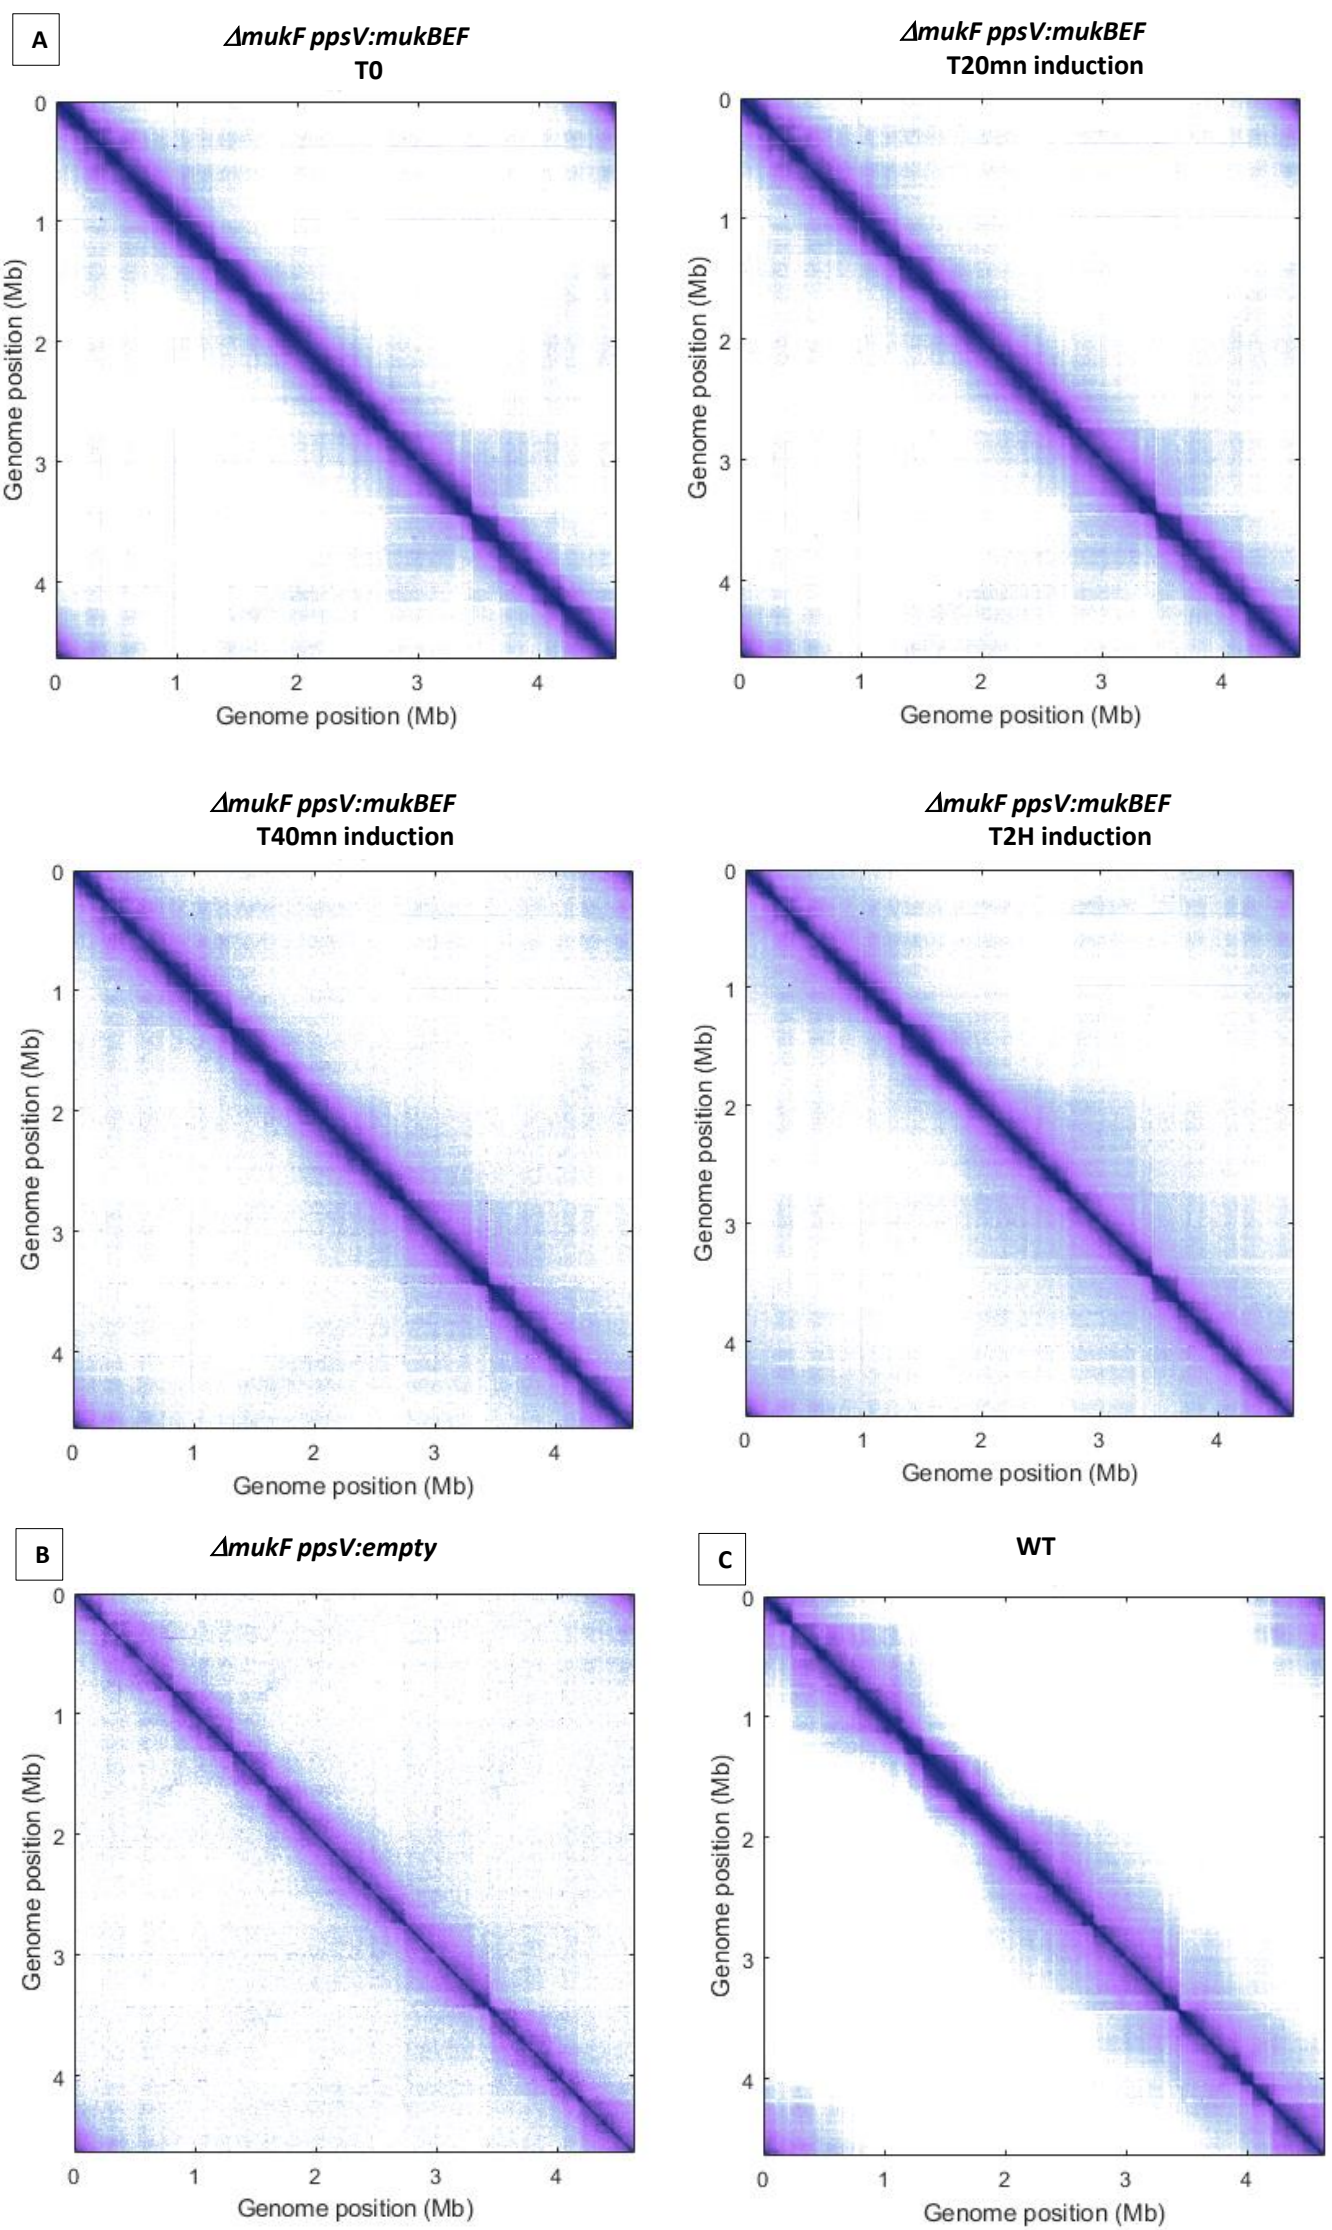 A
ΔmukF ppsV:mukBEF
T0
ΔmukF ppsV:mukBEF
T20mn induction
0
1
2
3
4
Genome position (Mb)
0 1 2 3 4
Genome position (Mb)
0
1
2
3
4
Genome position (Mb)
0 1 2 3 4
Genome position (Mb)
ΔmukF ppsV:mukBEF
T40mn induction
ΔmukF ppsV:mukBEF
T2H induction
0
1
2
3
4
Genome position (Mb)
0 1 2 3 4
Genome position (Mb)
0
1
2
3
4
Genome position (Mb)
0 1 2 3 4
Genome position (Mb)
B
ΔmukF ppsV:empty
0
1
2
3
4
Genome position (Mb)
0 1 2 3 4
Genome position (Mb)
C
WT
0
1
2
3
4
Genome position (Mb)
0 1 2 3 4
Genome position (Mb)